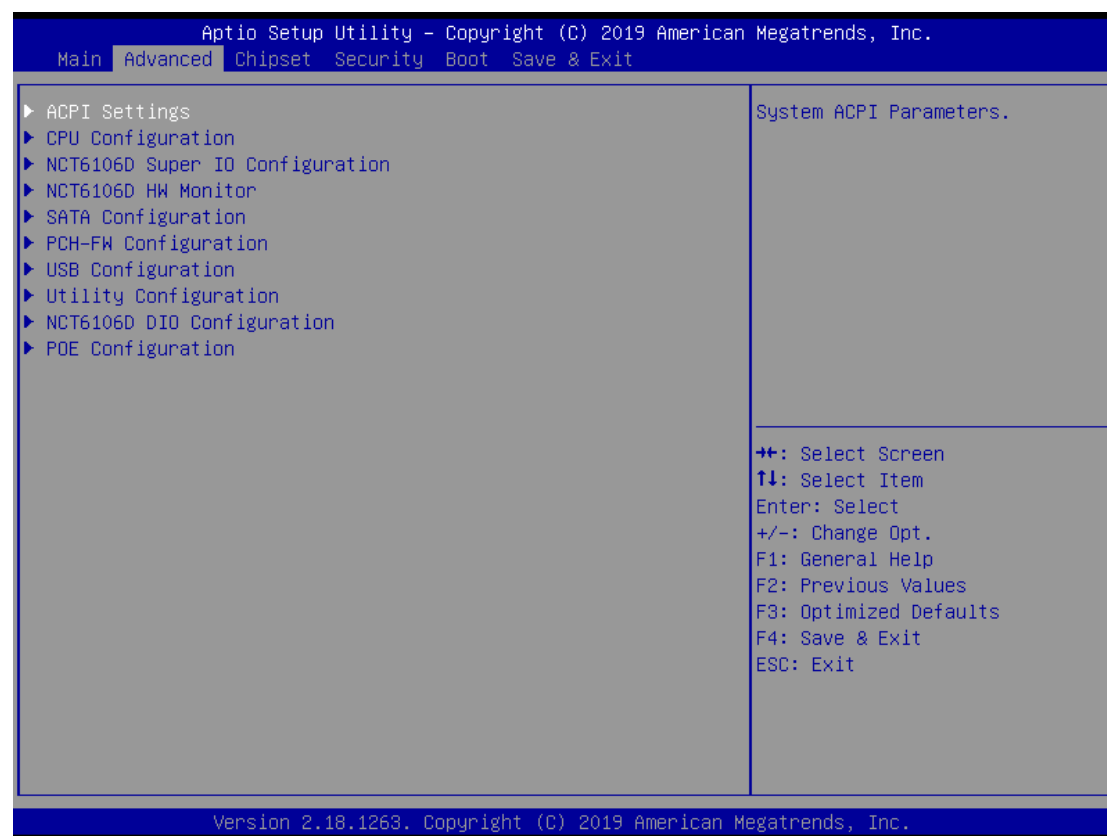 Aptio Setup Utility – Copyright (C) 2019 American Megatrends, Inc.
Main Advanced Chipset Security Boot Save & Exit
▶ ACPI Settings
▶ CPU Configuration
▶ NCT6106D Super IO Configuration
▶ NCT6106D HW Monitor
▶ SATA Configuration
▶ PCH-FW Configuration
▶ USB Configuration
▶ Utility Configuration
▶ NCT6106D DIO Configuration
▶ POE Configuration
System ACPI Parameters.
→←: Select Screen
↑↓: Select Item
Enter: Select
+/-: Change Opt.
F1: General Help
F2: Previous Values
F3: Optimized Defaults
F4: Save & Exit
ESC: Exit
Version 2.18.1263. Copyright (C) 2019 American Megatrends, Inc.